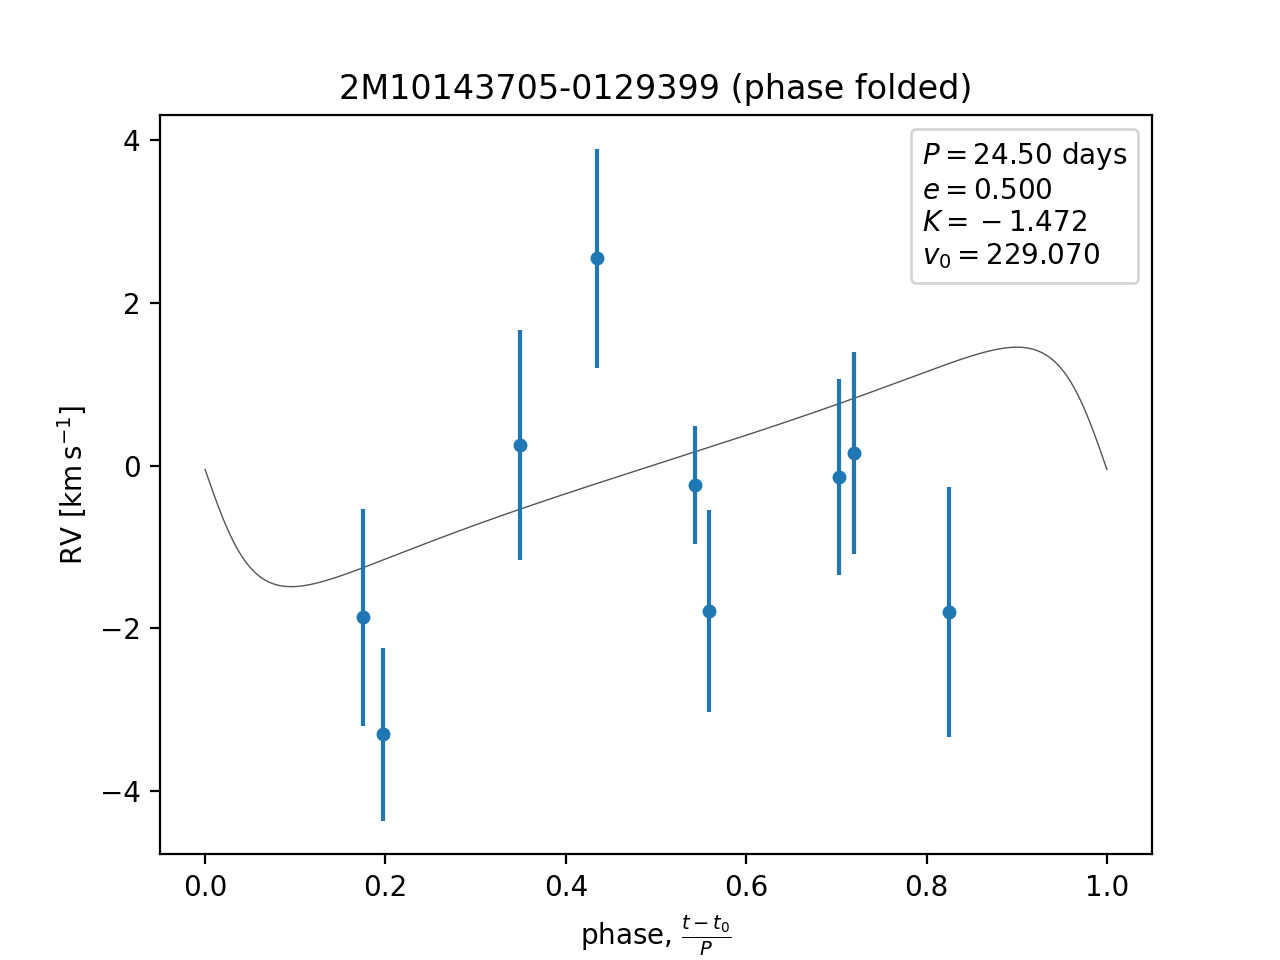 2M10143705-0129399 (phase folded)
P = 24.50 days
e = 0.500
K = −1.472
v₀ = 229.070
4
2
0
−2
−4
RV [km s⁻¹]
0.0 0.2 0.4 0.6 0.8 1.0
phase, (t − t₀)/P